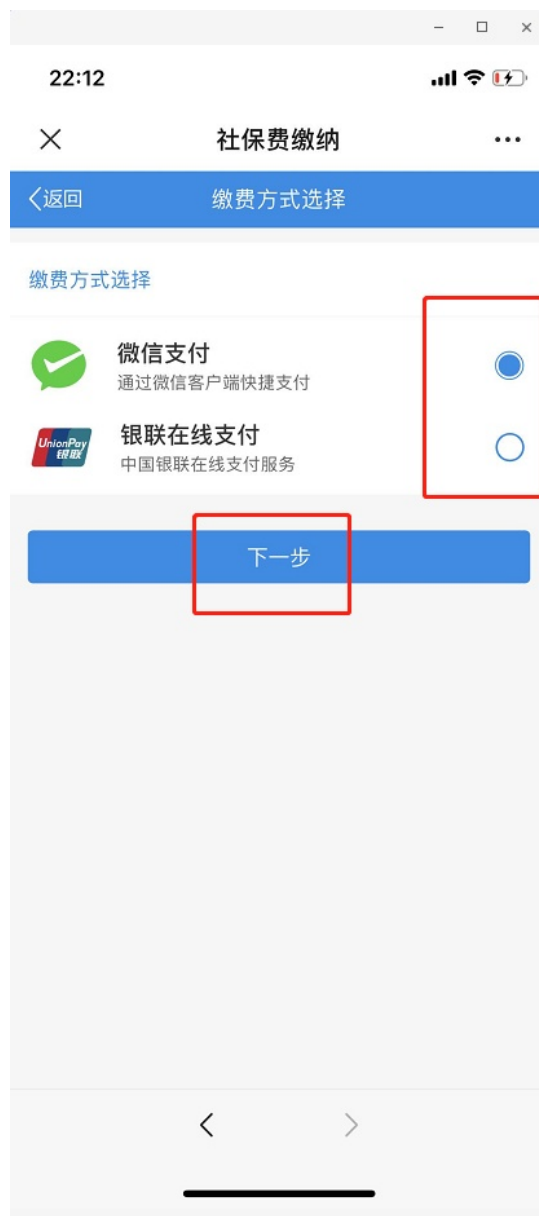 22:12
社保费缴纳
返回
缴费方式选择
缴费方式选择
微信支付
通过微信客户端快捷支付
UnionPay
银联
银联在线支付
中国银联在线支付服务
下一步